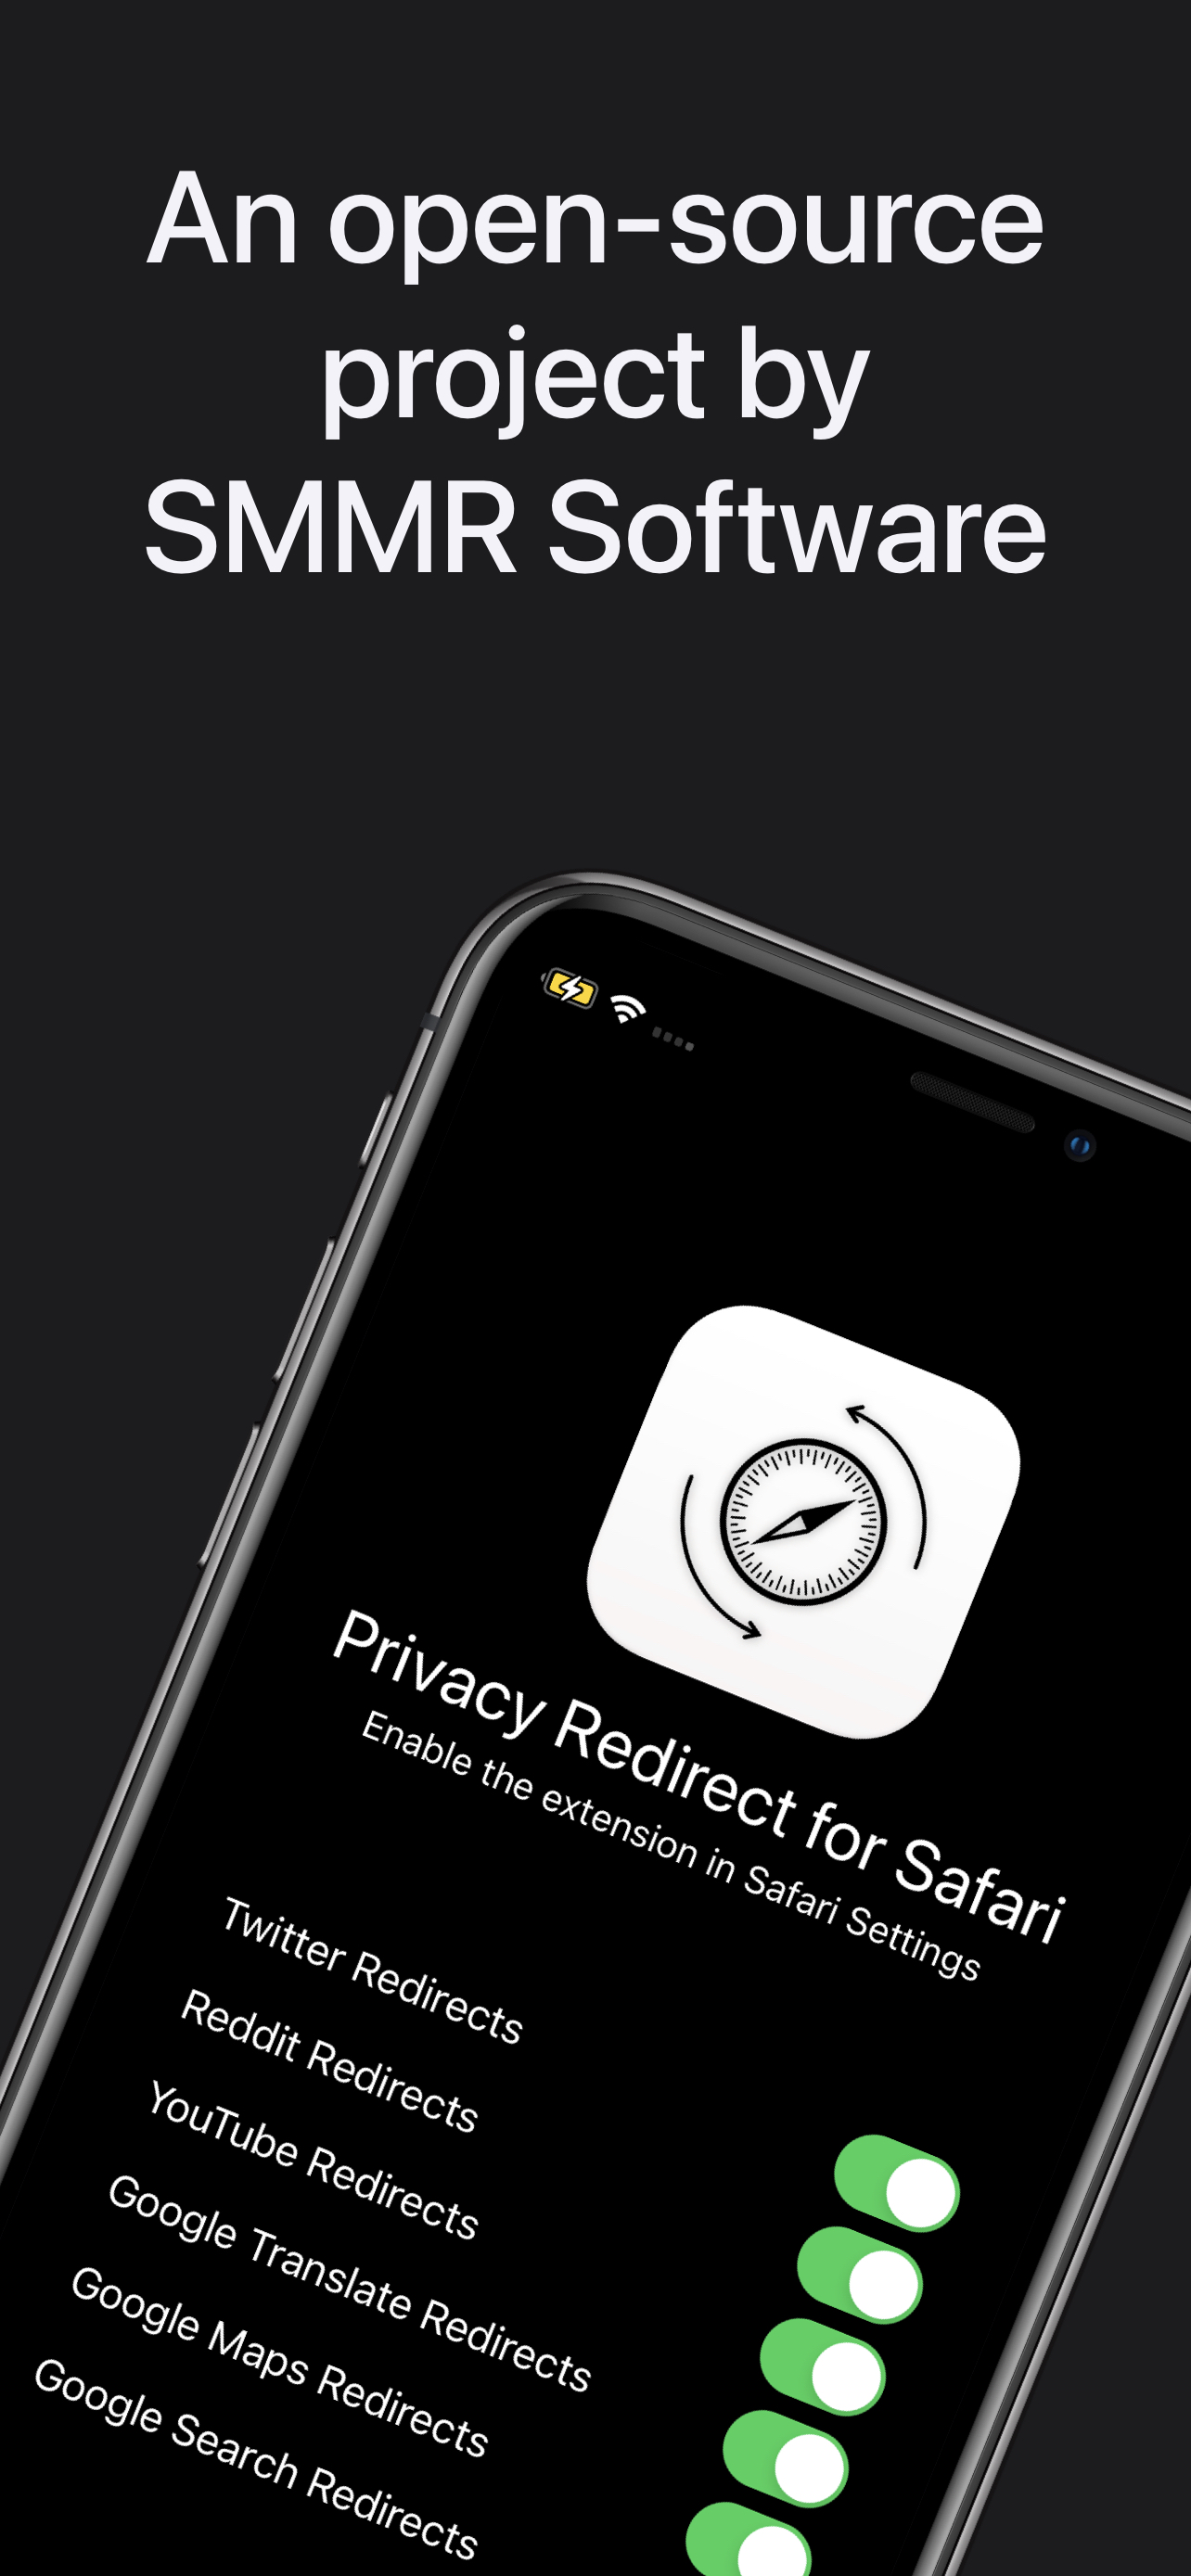 An open-source
project by
SMMR Software
Privacy Redirect for Safari
Enable the extension in Safari Settings
Twitter Redirects
Reddit Redirects
YouTube Redirects
Google Translate Redirects
Google Maps Redirects
Google Search Redirects